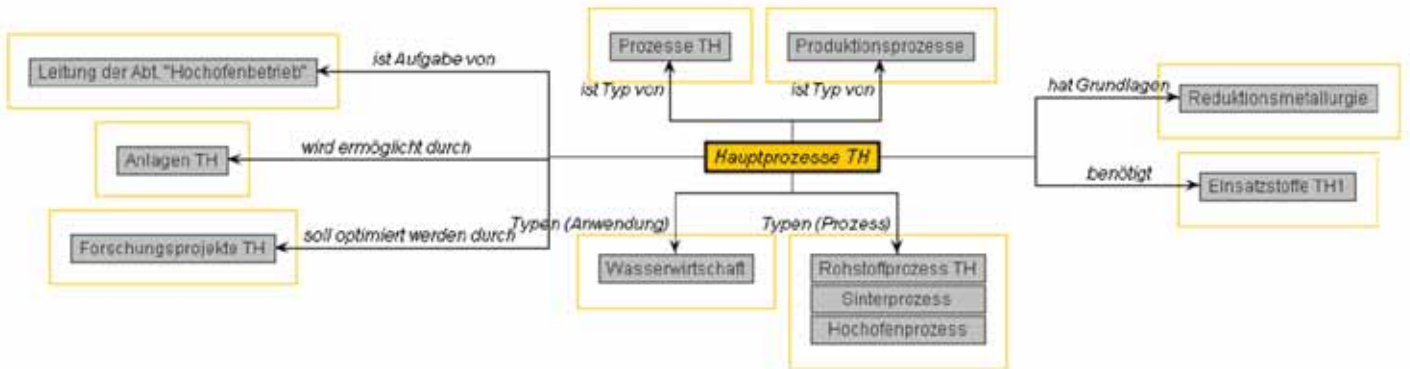 Prozesse TH
Produktionsprozesse
Leitung der Abt. "Hochofenbetrieb"
ist Aufgabe von
ist Typ von
ist Typ von
hat Grundlagen
Reduktionsmetallurgie
Anlagen TH
wird ermöglicht durch
Hauptprozesse TH
benötigt
Einsatzstoffe TH1
Forschungsprojekte TH
soll optimiert werden durch
Typen (Anwendung)
Typen (Prozess)
Wasserwirtschaft
Rohstoffprozess TH
Sinterprozess
Hochofenprozess